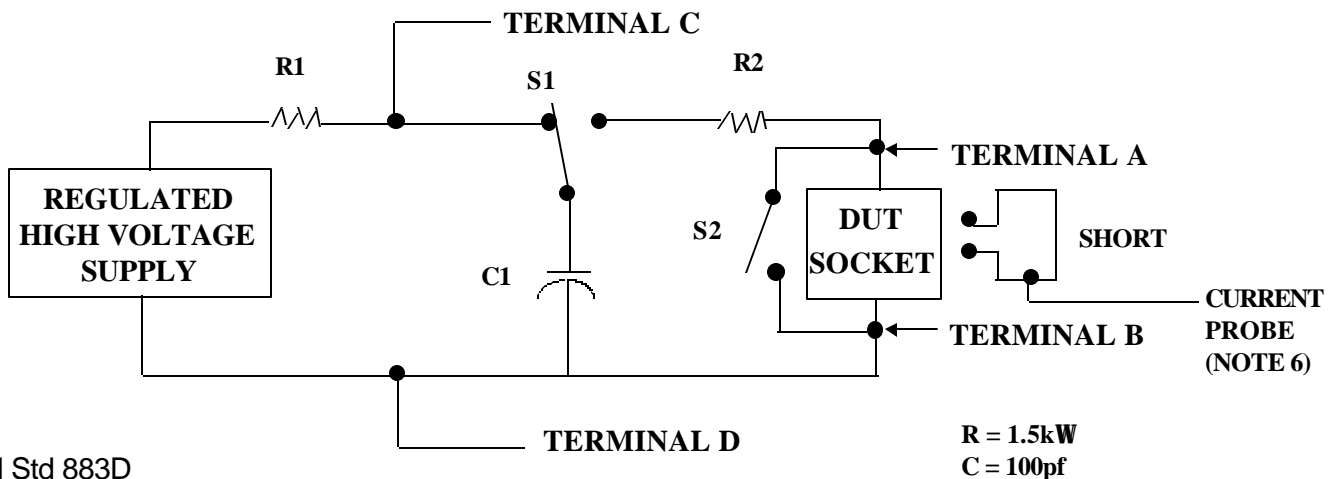 TERMINAL C
R1
S1
R2
TERMINAL A
REGULATED
HIGH VOLTAGE
SUPPLY
DUT
SOCKET
S2
SHORT
C1
CURRENT
PROBE
(NOTE 6)
TERMINAL B
TERMINAL D
R = 1.5kW
C = 100pf
Std 883D